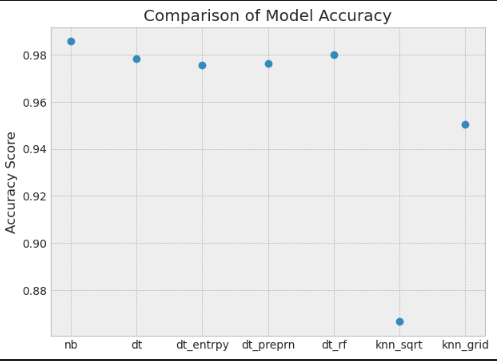 Comparison of Model Accuracy
Accuracy Score
0.98
0.96
0.94
0.92
0.90
0.88
nb dt dt_entrpy dt_preprn dt_rf knn_sqrt knn_grid